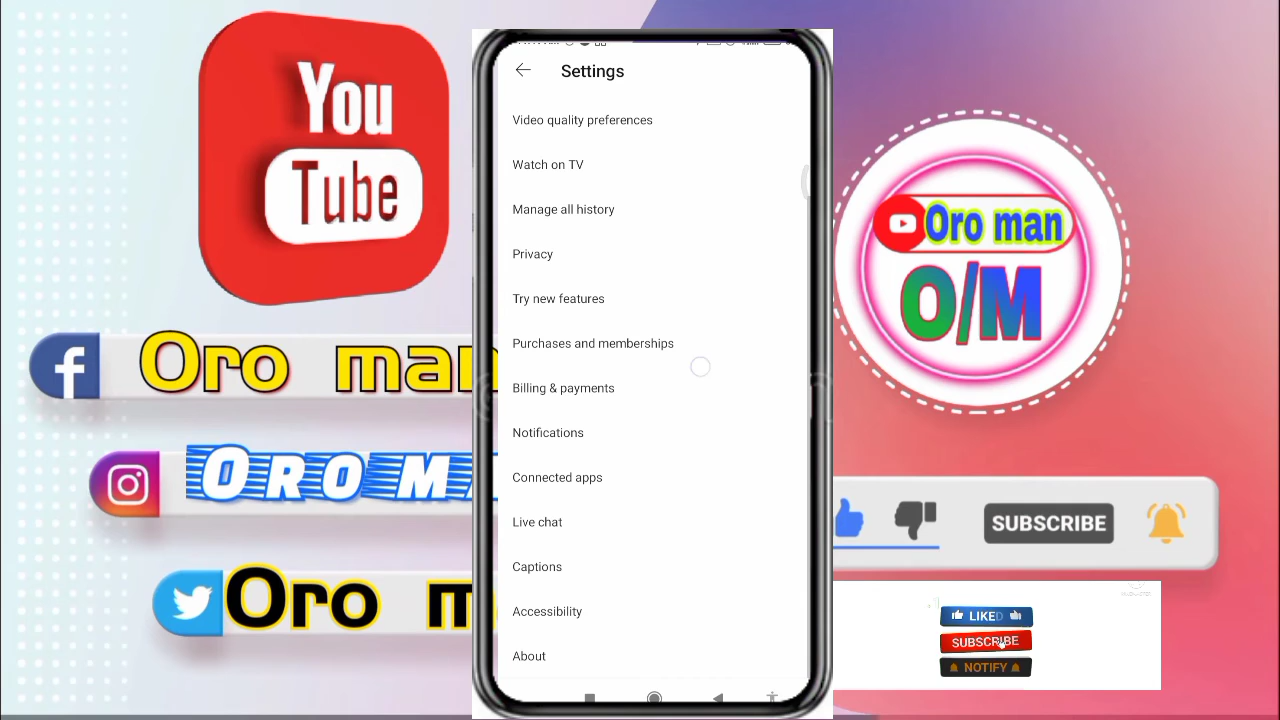 You
Tube
Oro man
Oro m
Settings
Video quality preferences
Watch on TV
Manage all history
Privacy
Try new features
Purchases and memberships
Billing & payments
Notifications
Connected apps
Live chat
Captions
Accessibility
About
Oro man
O/M
SUBSCRIBE
LIKED
SUBSCRIBE
NOTIFY